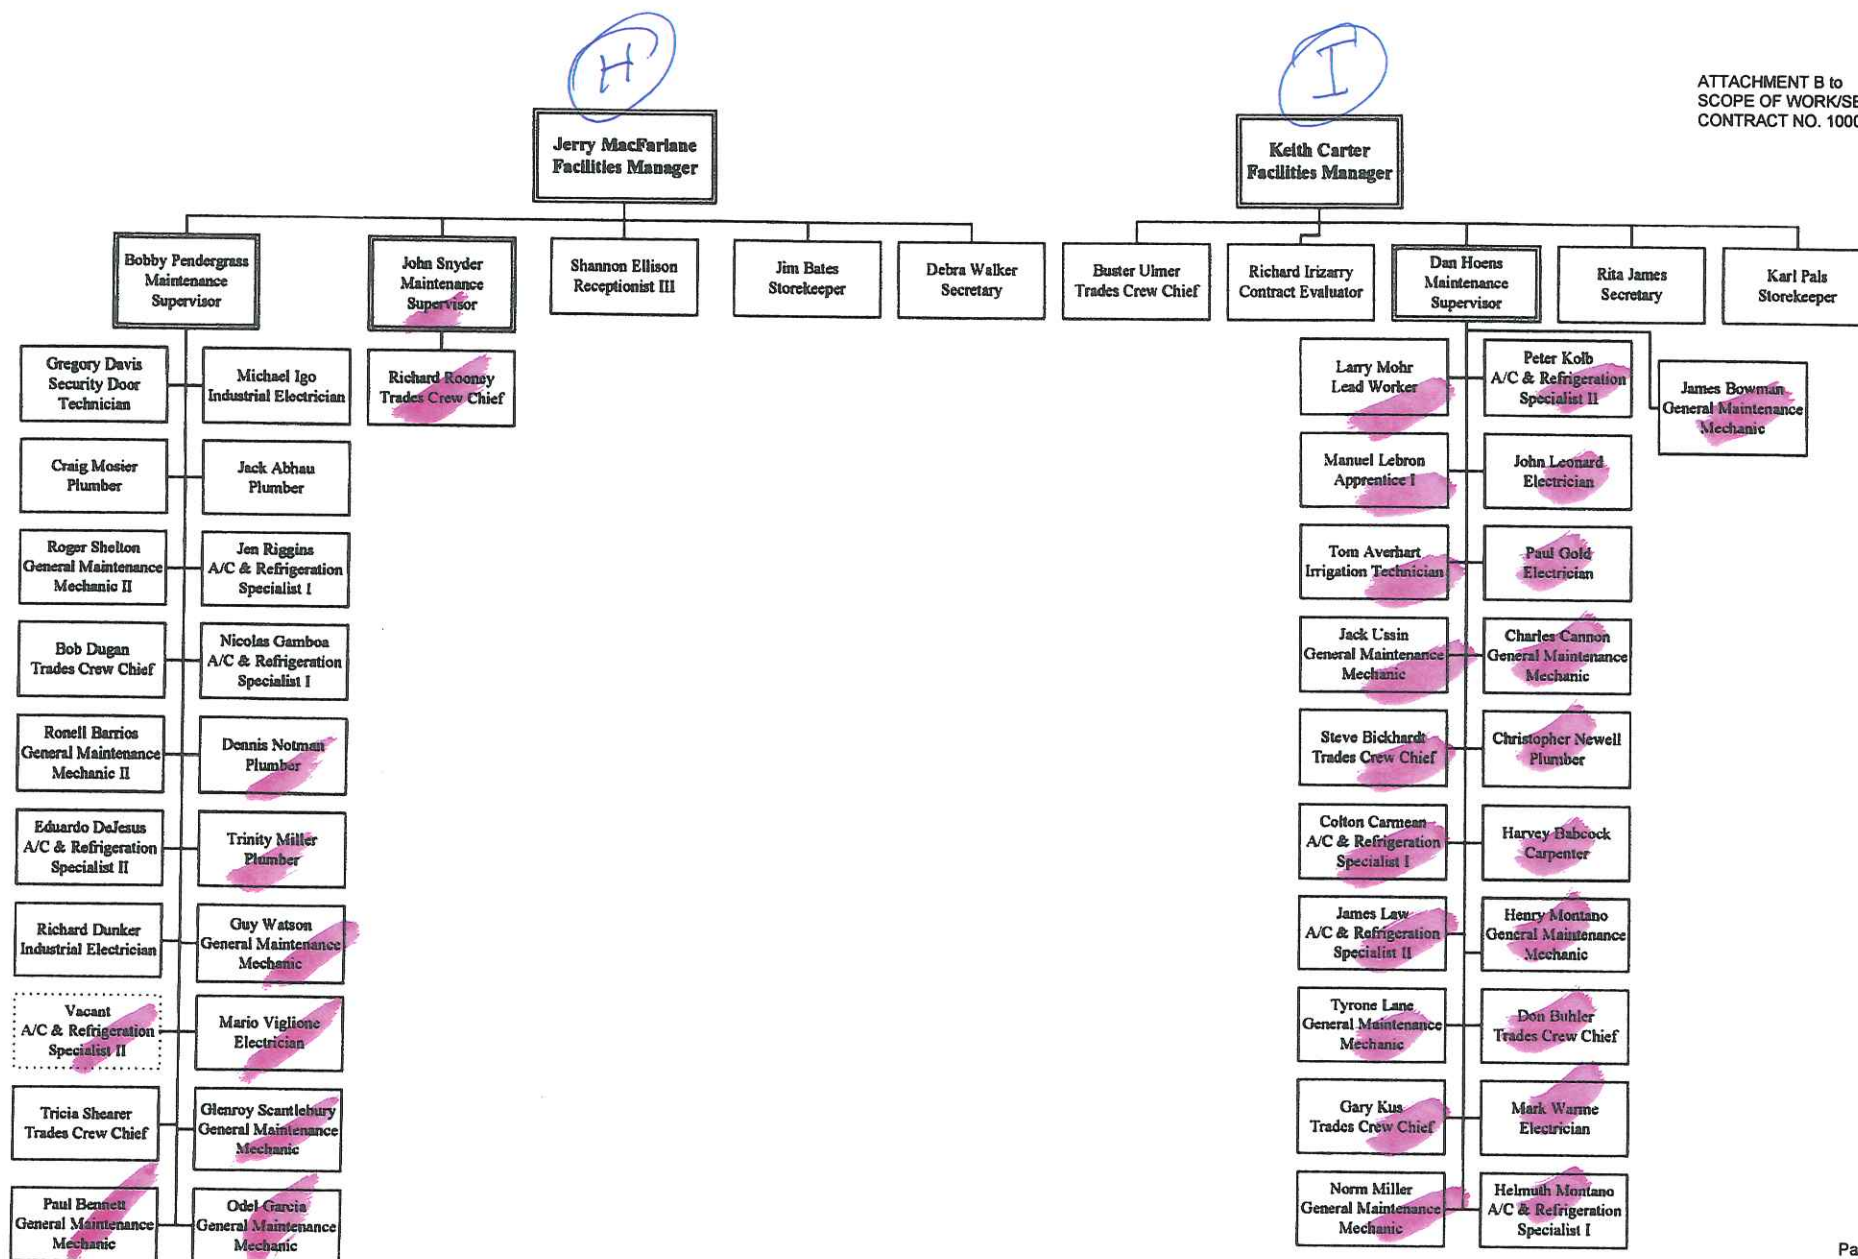 H
I
ATTACHMENT B to
SCOPE OF WORK/SE
CONTRACT NO. 1000
Jerry MacFarlane
Facilities Manager
Keith Carter
Facilities Manager
Bobby Pendergrass
Maintenance
Supervisor
John Snyder
Maintenance
Supervisor
Shannon Ellison
Receptionist III
Jim Bates
Storekeeper
Debra Walker
Secretary
Buster Ulmer
Trades Crew Chief
Richard Irizarry
Contract Evaluator
Dan Hoens
Maintenance
Supervisor
Rita James
Secretary
Karl Pals
Storekeeper
Gregory Davis
Security Door
Technician
Michael Igo
Industrial Electrician
Richard Rooney
Trades Crew Chief
Larry Mohr
Lead Worker
Peter Kolb
A/C & Refrigeration
Specialist II
James Bowman
General Maintenance
Mechanic
Craig Mosier
Plumber
Jack Abhau
Plumber
Manuel Lebron
Apprentice I
John Leonard
Electrician
Roger Shelton
General Maintenance
Mechanic II
Jen Riggins
A/C & Refrigeration
Specialist I
Tom Averhart
Irrigation Technician
Paul Gold
Electrician
Bob Dugan
Trades Crew Chief
Nicolas Gamboa
A/C & Refrigeration
Specialist I
Jack Ussin
General Maintenance
Mechanic
Charles Cannon
General Maintenance
Mechanic
Ronell Barrios
General Maintenance
Mechanic II
Dennis Notman
Plumber
Steve Bickhardt
Trades Crew Chief
Christopher Newell
Plumber
Eduardo DeJesus
A/C & Refrigeration
Specialist II
Trinity Miller
Plumber
Colton Carmean
A/C & Refrigeration
Specialist I
Harvey Babcock
Carpenter
Richard Dunker
Industrial Electrician
Guy Watson
General Maintenance
Mechanic
James Law
A/C & Refrigeration
Specialist II
Henry Montano
General Maintenance
Mechanic
Vacant
A/C & Refrigeration
Specialist II
Mario Viglione
Electrician
Tyrone Lane
General Maintenance
Mechanic
Don Buhler
Trades Crew Chief
Tricia Shearer
Trades Crew Chief
Glenroy Scantlebury
General Maintenance
Mechanic
Gary Kus
Trades Crew Chief
Mark Warme
Electrician
Paul Bennett
General Maintenance
Mechanic
Odel Garcia
General Maintenance
Mechanic
Norm Miller
General Maintenance
Mechanic
Helmuth Montano
A/C & Refrigeration
Specialist I
Pa